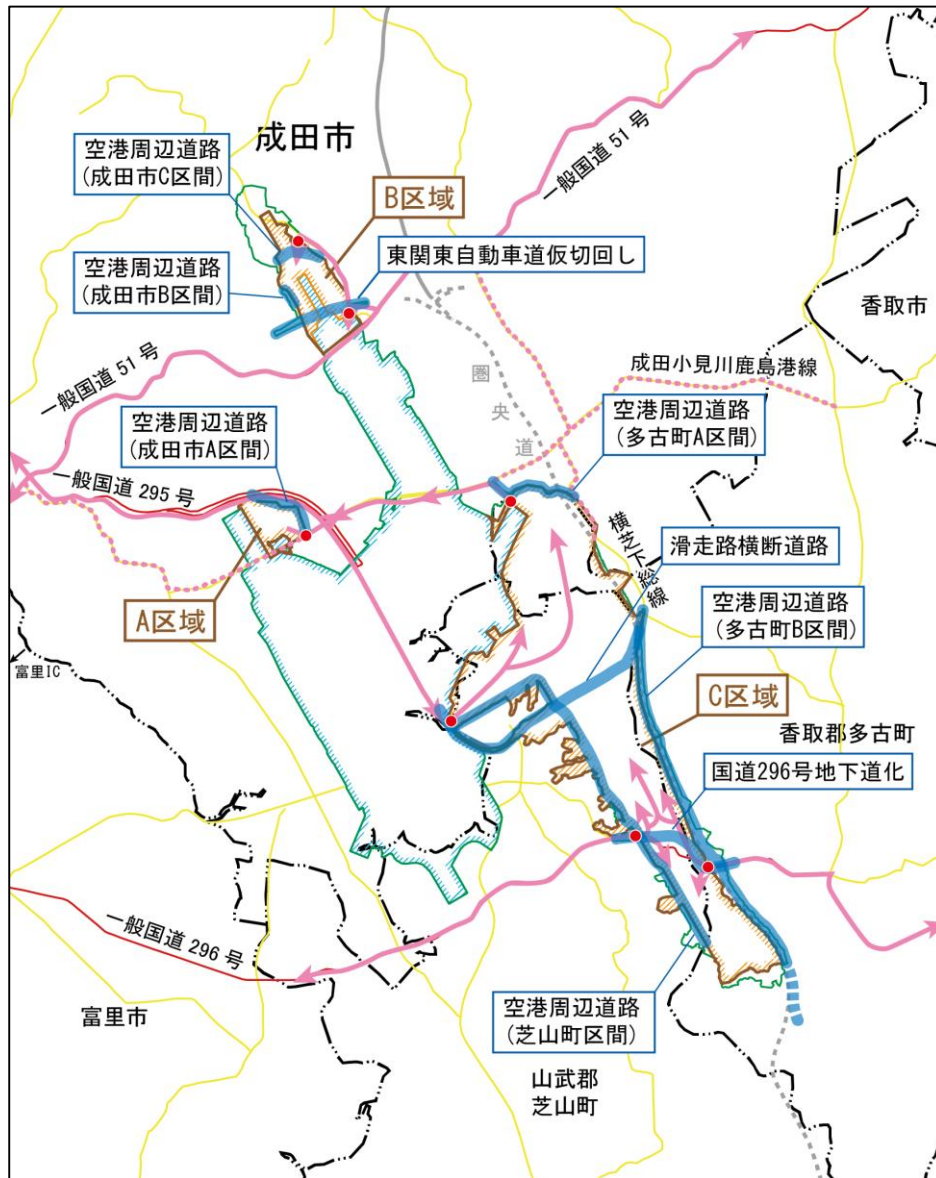 一般国道 51 号
成田市
空港周辺道路
(成田市C区間)
B区域
東関東自動車道仮切回し
空港周辺道路
(成田市B区間)
香取市
一般国道 51 号
圏央道
成田小見川鹿島港線
空港周辺道路
(成田市A区間)
空港周辺道路
(多古町A区間)
一般国道 295 号
横芝下総線
滑走路横断道路
A区域
空港周辺道路
(多古町B区間)
富里IC
C区域
香取郡多古町
国道296号地下道化
一般国道 296 号
空港周辺道路
(芝山町区間)
富里市
山武郡
芝山町